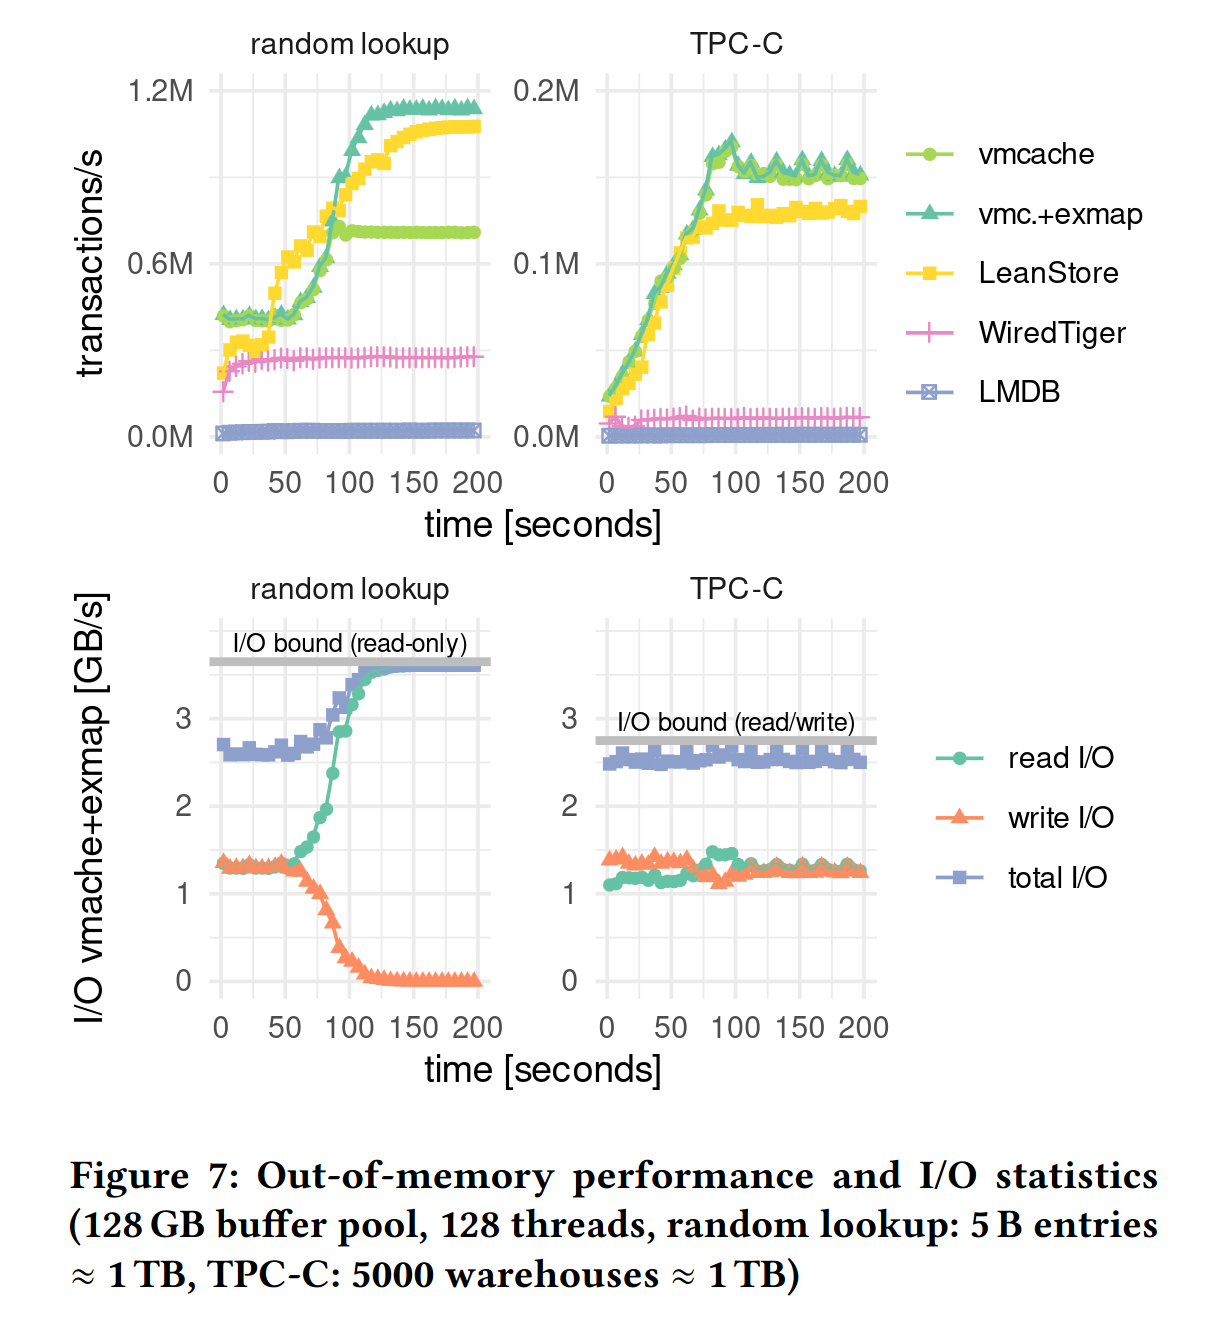 random lookup
TPC-C
transactions/s
1.2M
0.6M
0.0M
0.2M
0.1M
0.0M
0 50 100 150 200
0 50 100 150 200
time [seconds]
vmcache
vmc.+exmap
LeanStore
WiredTiger
LMDB
random lookup
TPC-C
I/O vmache+exmap [GB/s]
I/O bound (read-only)
I/O bound (read/write)
3
2
1
0
3
2
1
0
0 50 100 150 200
0 50 100 150 200
time [seconds]
read I/O
write I/O
total I/O
Figure 7: Out-of-memory performance and I/O statistics
(128 GB buffer pool, 128 threads, random lookup: 5 B entries
≈ 1 TB, TPC-C: 5000 warehouses ≈ 1 TB)